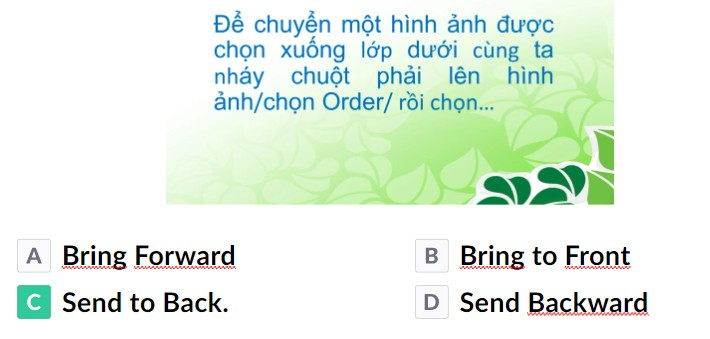 Để chuyển một hình ảnh được
chọn xuống lớp dưới cùng ta
nháy chuột phải lên hình
ảnh/chọn Order/ rồi chọn...
A Bring Forward
B Bring to Front
C Send to Back.
D Send Backward